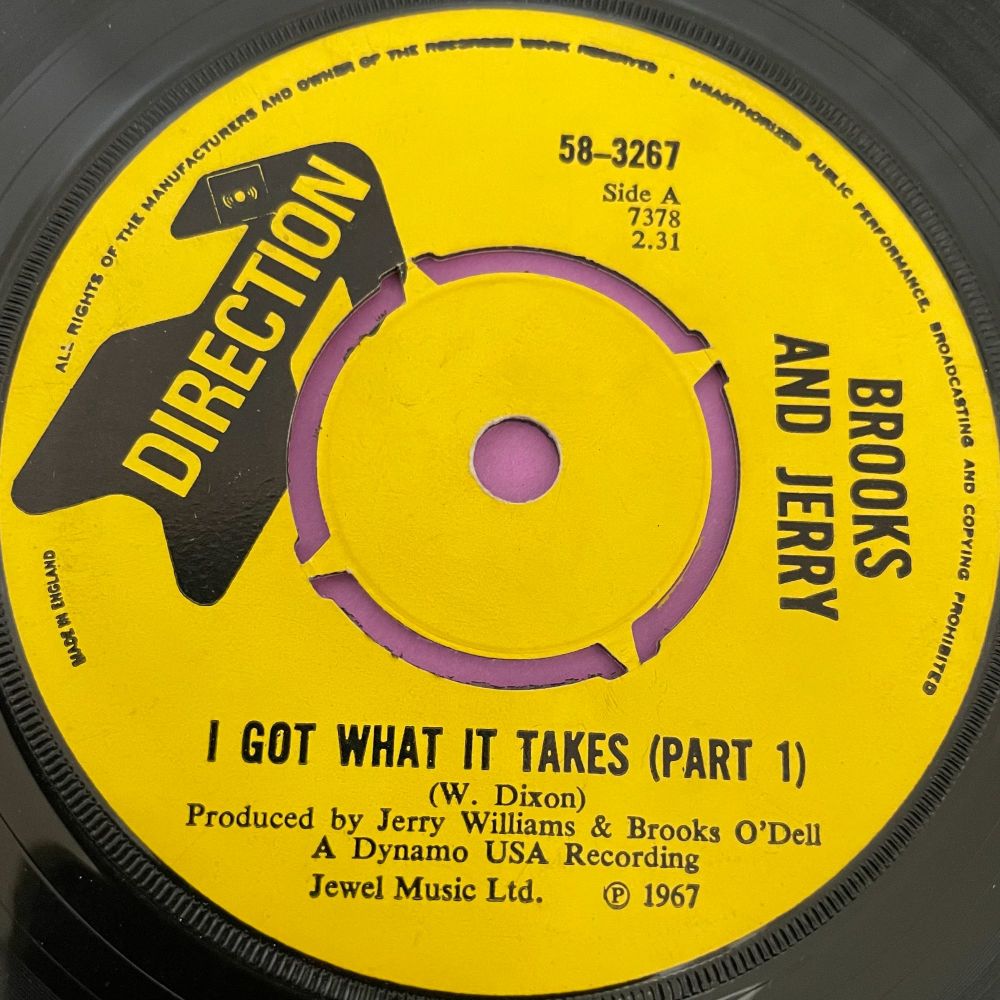 ALL RIGHTS OF THE MANUFACTURERS AND OWNER OF THE RECORDED WORK RESERVED · UNAUTHORIZED PUBLIC PERFORMANCE, BROADCASTING AND COPYING PROHIBITED
58-3267
Side A
7378
2.31
DIRECTION
BROOKS
AND JERRY
MADE IN ENGLAND
I GOT WHAT IT TAKES (PART 1)
(W. Dixon)
Produced by Jerry Williams & Brooks O'Dell
A Dynamo USA Recording
Jewel Music Ltd. ℗ 1967